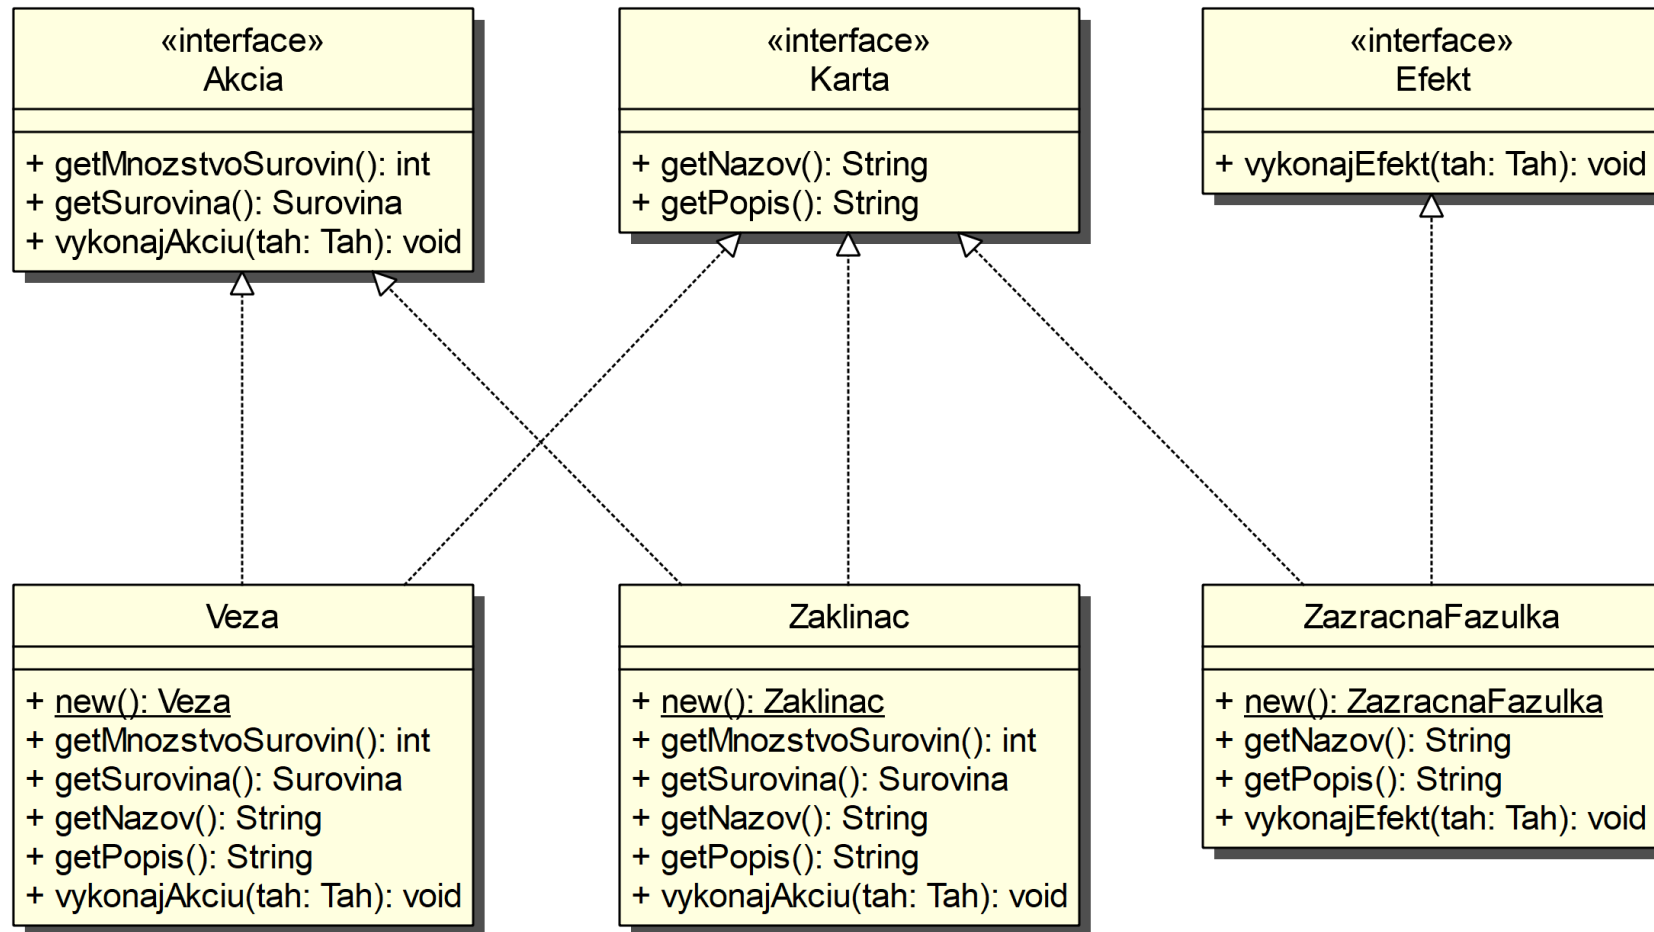 «interface»
Akcia
+ getMnozstvoSurovin(): int
+ getSurovina(): Surovina
+ vykonajAkciu(tah: Tah): void
«interface»
Karta
+ getNazov(): String
+ getPopis(): String
«interface»
Efekt
+ vykonajEfekt(tah: Tah): void
Veza
+ new(): Veza
+ getMnozstvoSurovin(): int
+ getSurovina(): Surovina
+ getNazov(): String
+ getPopis(): String
+ vykonajAkciu(tah: Tah): void
Zaklinac
+ new(): Zaklinac
+ getMnozstvoSurovin(): int
+ getSurovina(): Surovina
+ getNazov(): String
+ getPopis(): String
+ vykonajAkciu(tah: Tah): void
ZazracnaFazulka
+ new(): ZazracnaFazulka
+ getNazov(): String
+ getPopis(): String
+ vykonajEfekt(tah: Tah): void